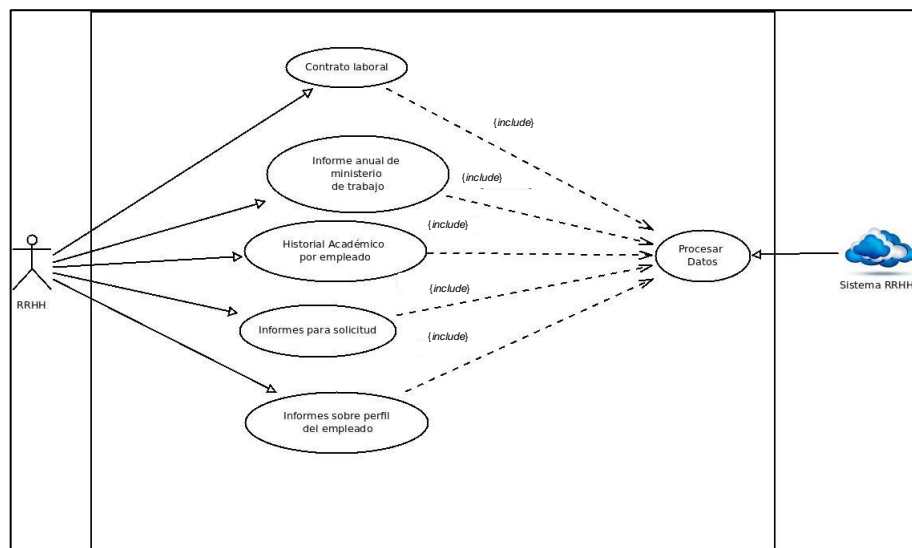 Contrato laboral
{include}
Informe anual de
ministerio
de trabajo
{include}
Historial Académico
por empleado
{include}
Procesar
Datos
Sistema RRHH
RRHH
Informes para solicitud
{include}
{include}
Informes sobre perfil
del empleado